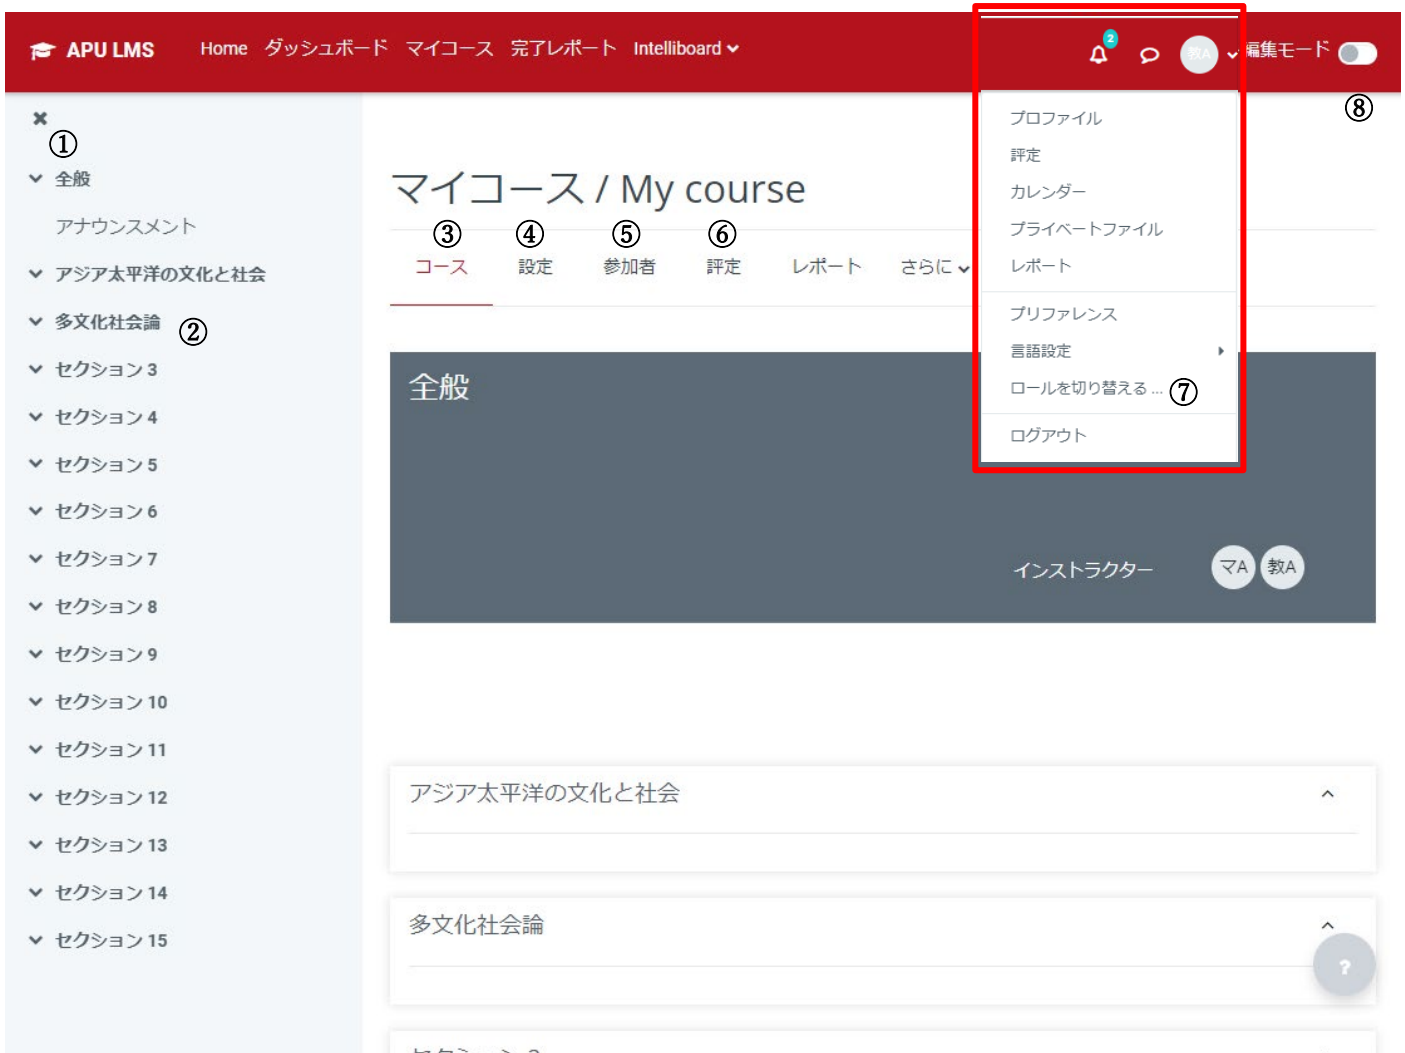 APU LMS Home ダッシュボード マイコース 完了レポート Intelliboard 2 教A 編集モード
⑧
①
全般
アナウンスメント
アジア太平洋の文化と社会
多文化社会論 ②
セクション 3
セクション 4
セクション 5
セクション 6
セクション 7
セクション 8
セクション 9
セクション 10
セクション 11
セクション 12
セクション 13
セクション 14
セクション 15
マイコース / My course
③ ④ ⑤ ⑥
コース 設定 参加者 評定 レポート さらに
プロファイル
評定
カレンダー
プライベートファイル
レポート
プリファレンス
言語設定
ロールを切り替える ... ⑦
ログアウト
全般
インストラクター マA 教A
アジア太平洋の文化と社会
多文化社会論
?